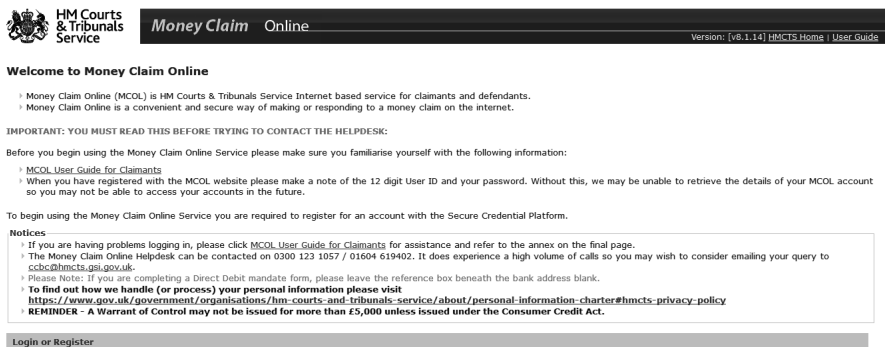 HM Courts
& Tribunals
Service
Money Claim Online
Version: [v8.1.14] HMCTS Home | User Guide
Welcome to Money Claim Online
Money Claim Online (MCOL) is HM Courts & Tribunals Service Internet based service for claimants and defendants.
Money Claim Online is a convenient and secure way of making or responding to a money claim on the internet.
IMPORTANT: YOU MUST READ THIS BEFORE TRYING TO CONTACT THE HELPDESK:
Before you begin using the Money Claim Online Service please make sure you familiarise yourself with the following information:
MCOL User Guide for Claimants
When you have registered with the MCOL website please make a note of the 12 digit User ID and your password. Without this, we may be unable to retrieve the details of your MCOL account
so you may not be able to access your accounts in the future.
To begin using the Money Claim Online Service you are required to register for an account with the Secure Credential Platform.
Notices
If you are having problems logging in, please click MCOL User Guide for Claimants for assistance and refer to the annex on the final page.
The Money Claim Online Helpdesk can be contacted on 0300 123 1057 / 01604 619402. It does experience a high volume of calls so you may wish to consider emailing your query to
ccbc@hmcts.gsi.gov.uk.
Please Note: If you are completing a Direct Debit mandate form, please leave the reference box beneath the bank address blank.
To find out how we handle (or process) your personal information please visit
https://www.gov.uk/government/organisations/hm-courts-and-tribunals-service/about/personal-information-charter#hmcts-privacy-policy
REMINDER - A Warrant of Control may not be issued for more than £5,000 unless issued under the Consumer Credit Act.
Login or Register